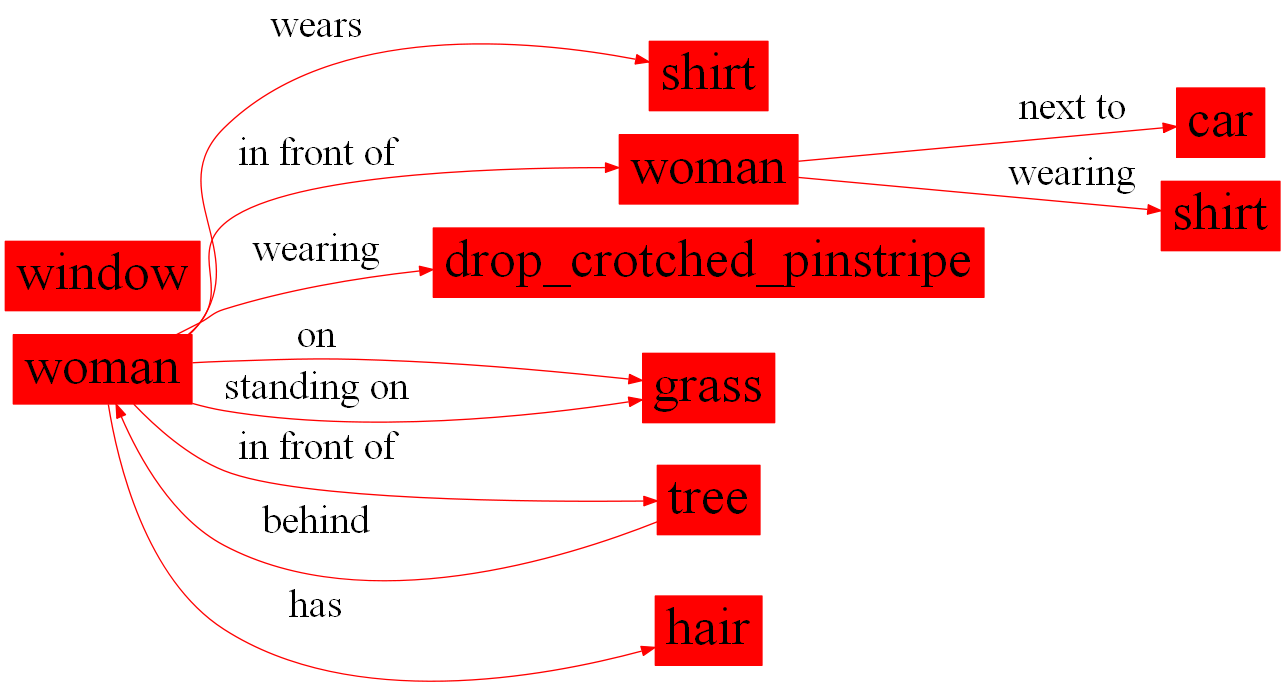 wears
shirt
next to
car
in front of
woman
wearing
shirt
wearing
drop_crotched_pinstripe
window
on
woman
standing on
grass
in front of
tree
behind
has
hair